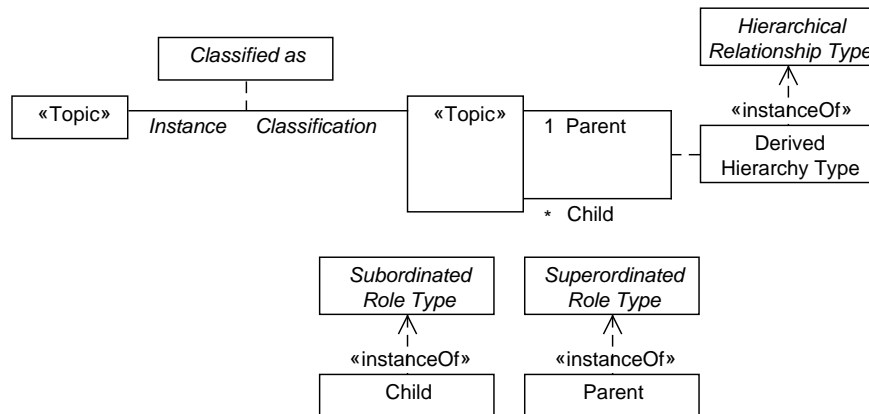 Hierarchical
Relationship Type
Classified as
«instanceOf»
«Topic»
Instance
Classification
«Topic»
1 Parent
Derived
Hierarchy Type
* Child
Subordinated
Role Type
Superordinated
Role Type
«instanceOf»
«instanceOf»
Child
Parent